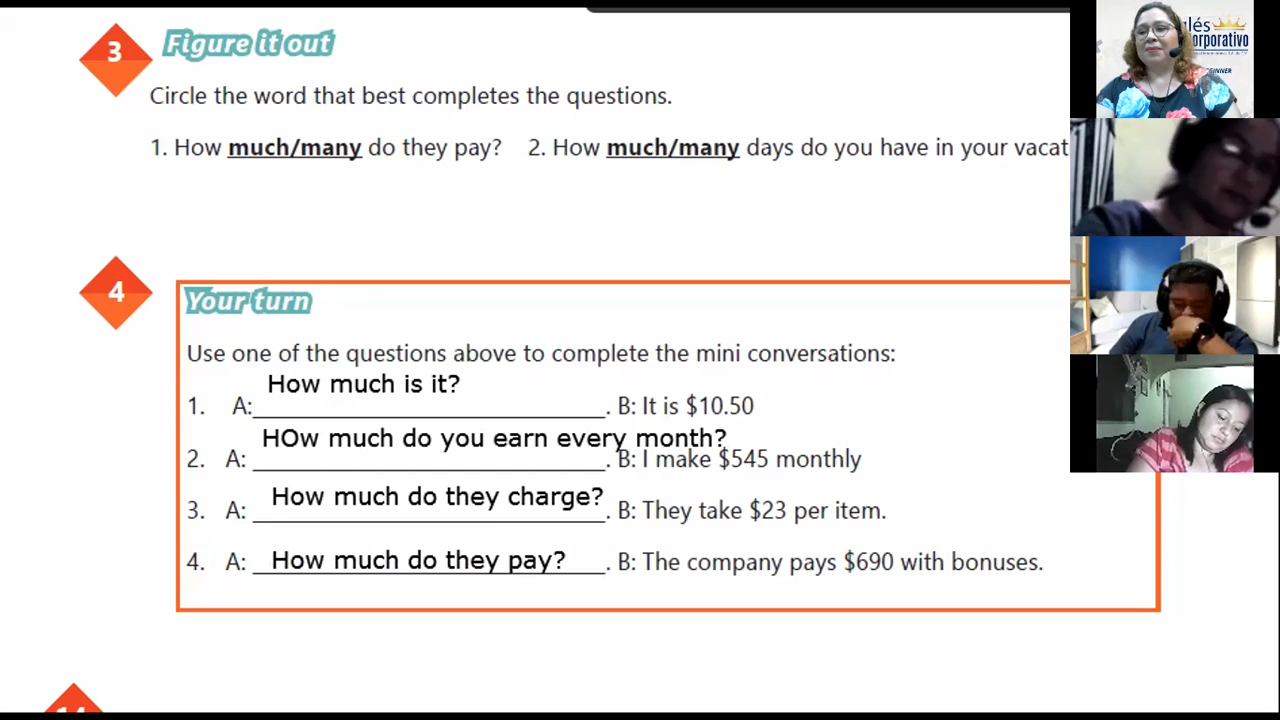 3
Figure it out
Circle the word that best completes the questions.
1. How much/many do they pay? 2. How much/many days do you have in your vacat
4
Your turn
Use one of the questions above to complete the mini conversations:
How much is it?
1. A:______________________________. B: It is $10.50
HOw much do you earn every month?
2. A: ______________________________. B: I make $545 monthly
How much do they charge?
3. A: ______________________________. B: They take $23 per item.
How much do they pay?
4. A: ______________________________. B: The company pays $690 with bonuses.
lés
orporativo